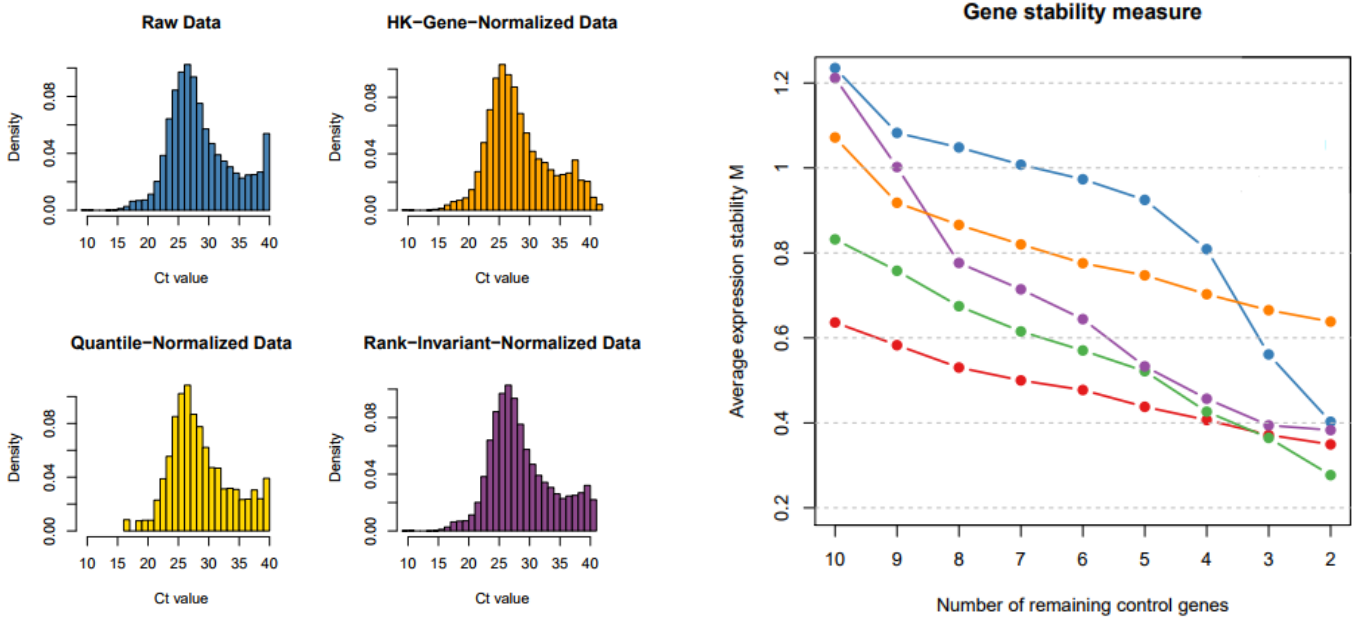 Raw Data
Density
0.00 0.04 0.08
10 15 20 25 30 35 40
Ct value
HK−Gene−Normalized Data
Density
0.00 0.04 0.08
10 15 20 25 30 35 40
Ct value
Quantile−Normalized Data
Density
0.00 0.04 0.08
10 15 20 25 30 35 40
Ct value
Rank−Invariant−Normalized Data
Density
0.00 0.04 0.08
10 15 20 25 30 35 40
Ct value
Gene stability measure
Average expression stability M
0.2 0.4 0.6 0.8 1 1.2
10 9 8 7 6 5 4 3 2
Number of remaining control genes